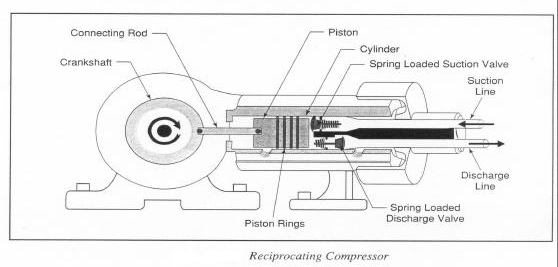 Connecting Rod
Piston
Cylinder
Crankshaft
Spring Loaded Suction Valve
Suction
Line
Discharge
Line
Spring Loaded
Discharge Valve
Piston Rings
Reciprocating Compressor